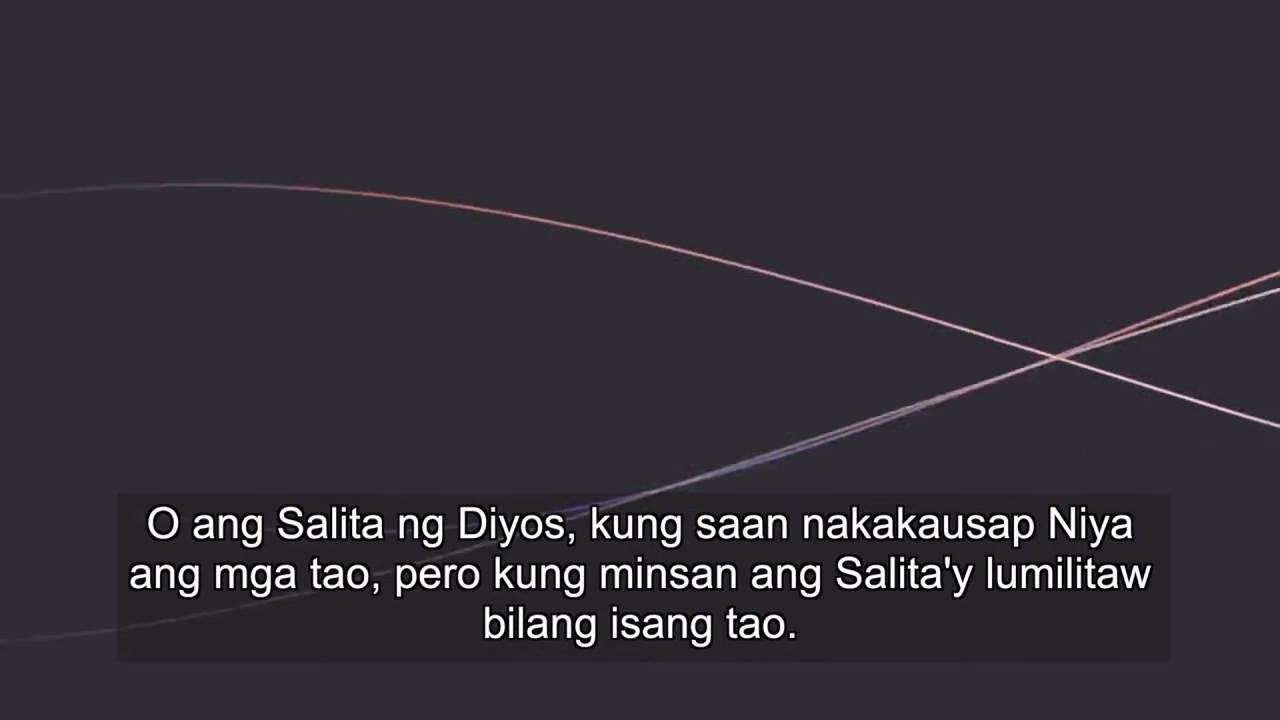 O ang Salita ng Diyos, kung saan nakakausap Niya
ang mga tao, pero kung minsan ang Salita'y lumilitaw
bilang isang tao.